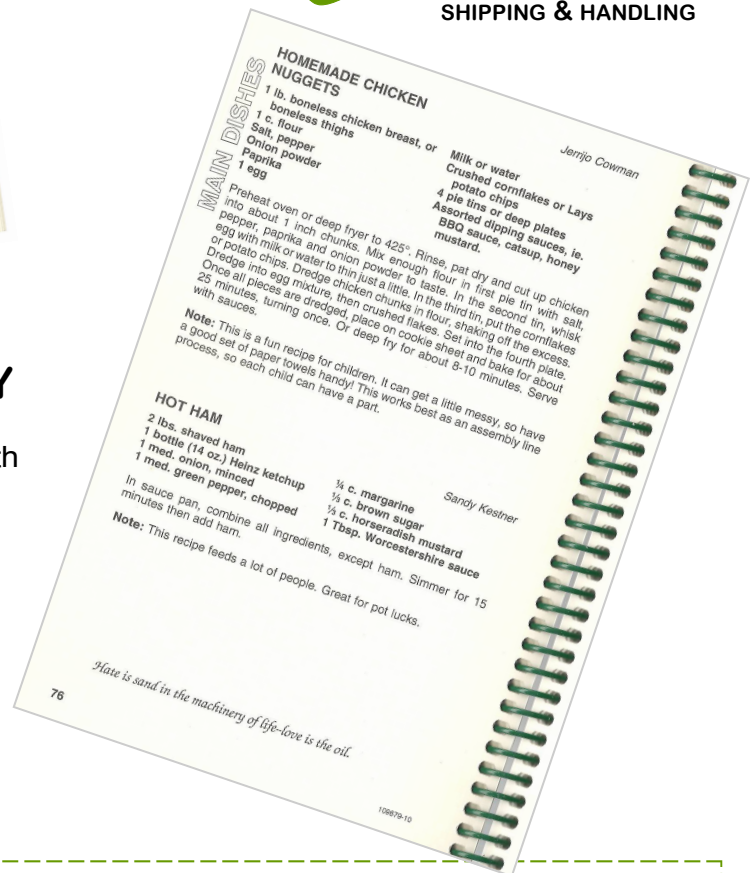 SHIPPING & HANDLING
Y
th
MAIN DISHES
HOMEMADE CHICKEN
NUGGETS
Jerrijo Cowman
1 lb. boneless chicken breast, or
boneless thighs
1 c. flour
Salt, pepper
Onion powder
Paprika
1 egg
Milk or water
Crushed cornflakes or Lays
potato chips
4 pie tins or deep plates
Assorted dipping sauces, ie.
BBQ sauce, catsup, honey
mustard.
Preheat oven or deep fryer to 425°. Rinse, pat dry and cut up chicken
into about 1 inch chunks. Mix enough flour in first pie tin with salt,
pepper, paprika and onion powder to taste. In the second tin, whisk
egg with milk or water to thin just a little. In the third tin, put the cornflakes
or potato chips. Dredge chicken chunks in flour, shaking off the excess.
Dredge into egg mixture, then crushed flakes. Set into the fourth plate.
Once all pieces are dredged, place on cookie sheet and bake for about
25 minutes, turning once. Or deep fry for about 8-10 minutes. Serve
with sauces.
Note: This is a fun recipe for children. It can get a little messy, so have
a good set of paper towels handy! This works best as an assembly line
process, so each child can have a part.
HOT HAM
Sandy Kestner
2 lbs. shaved ham
1 bottle (14 oz.) Heinz ketchup
1 med. onion, minced
1 med. green pepper, chopped
¼ c. margarine
⅓ c. brown sugar
⅓ c. horseradish mustard
1 Tbsp. Worcestershire sauce
In sauce pan, combine all ingredients, except ham. Simmer for 15
minutes then add ham.
Note: This recipe feeds a lot of people. Great for pot lucks.
Hate is sand in the machinery of life–love is the oil.
76
109679-10